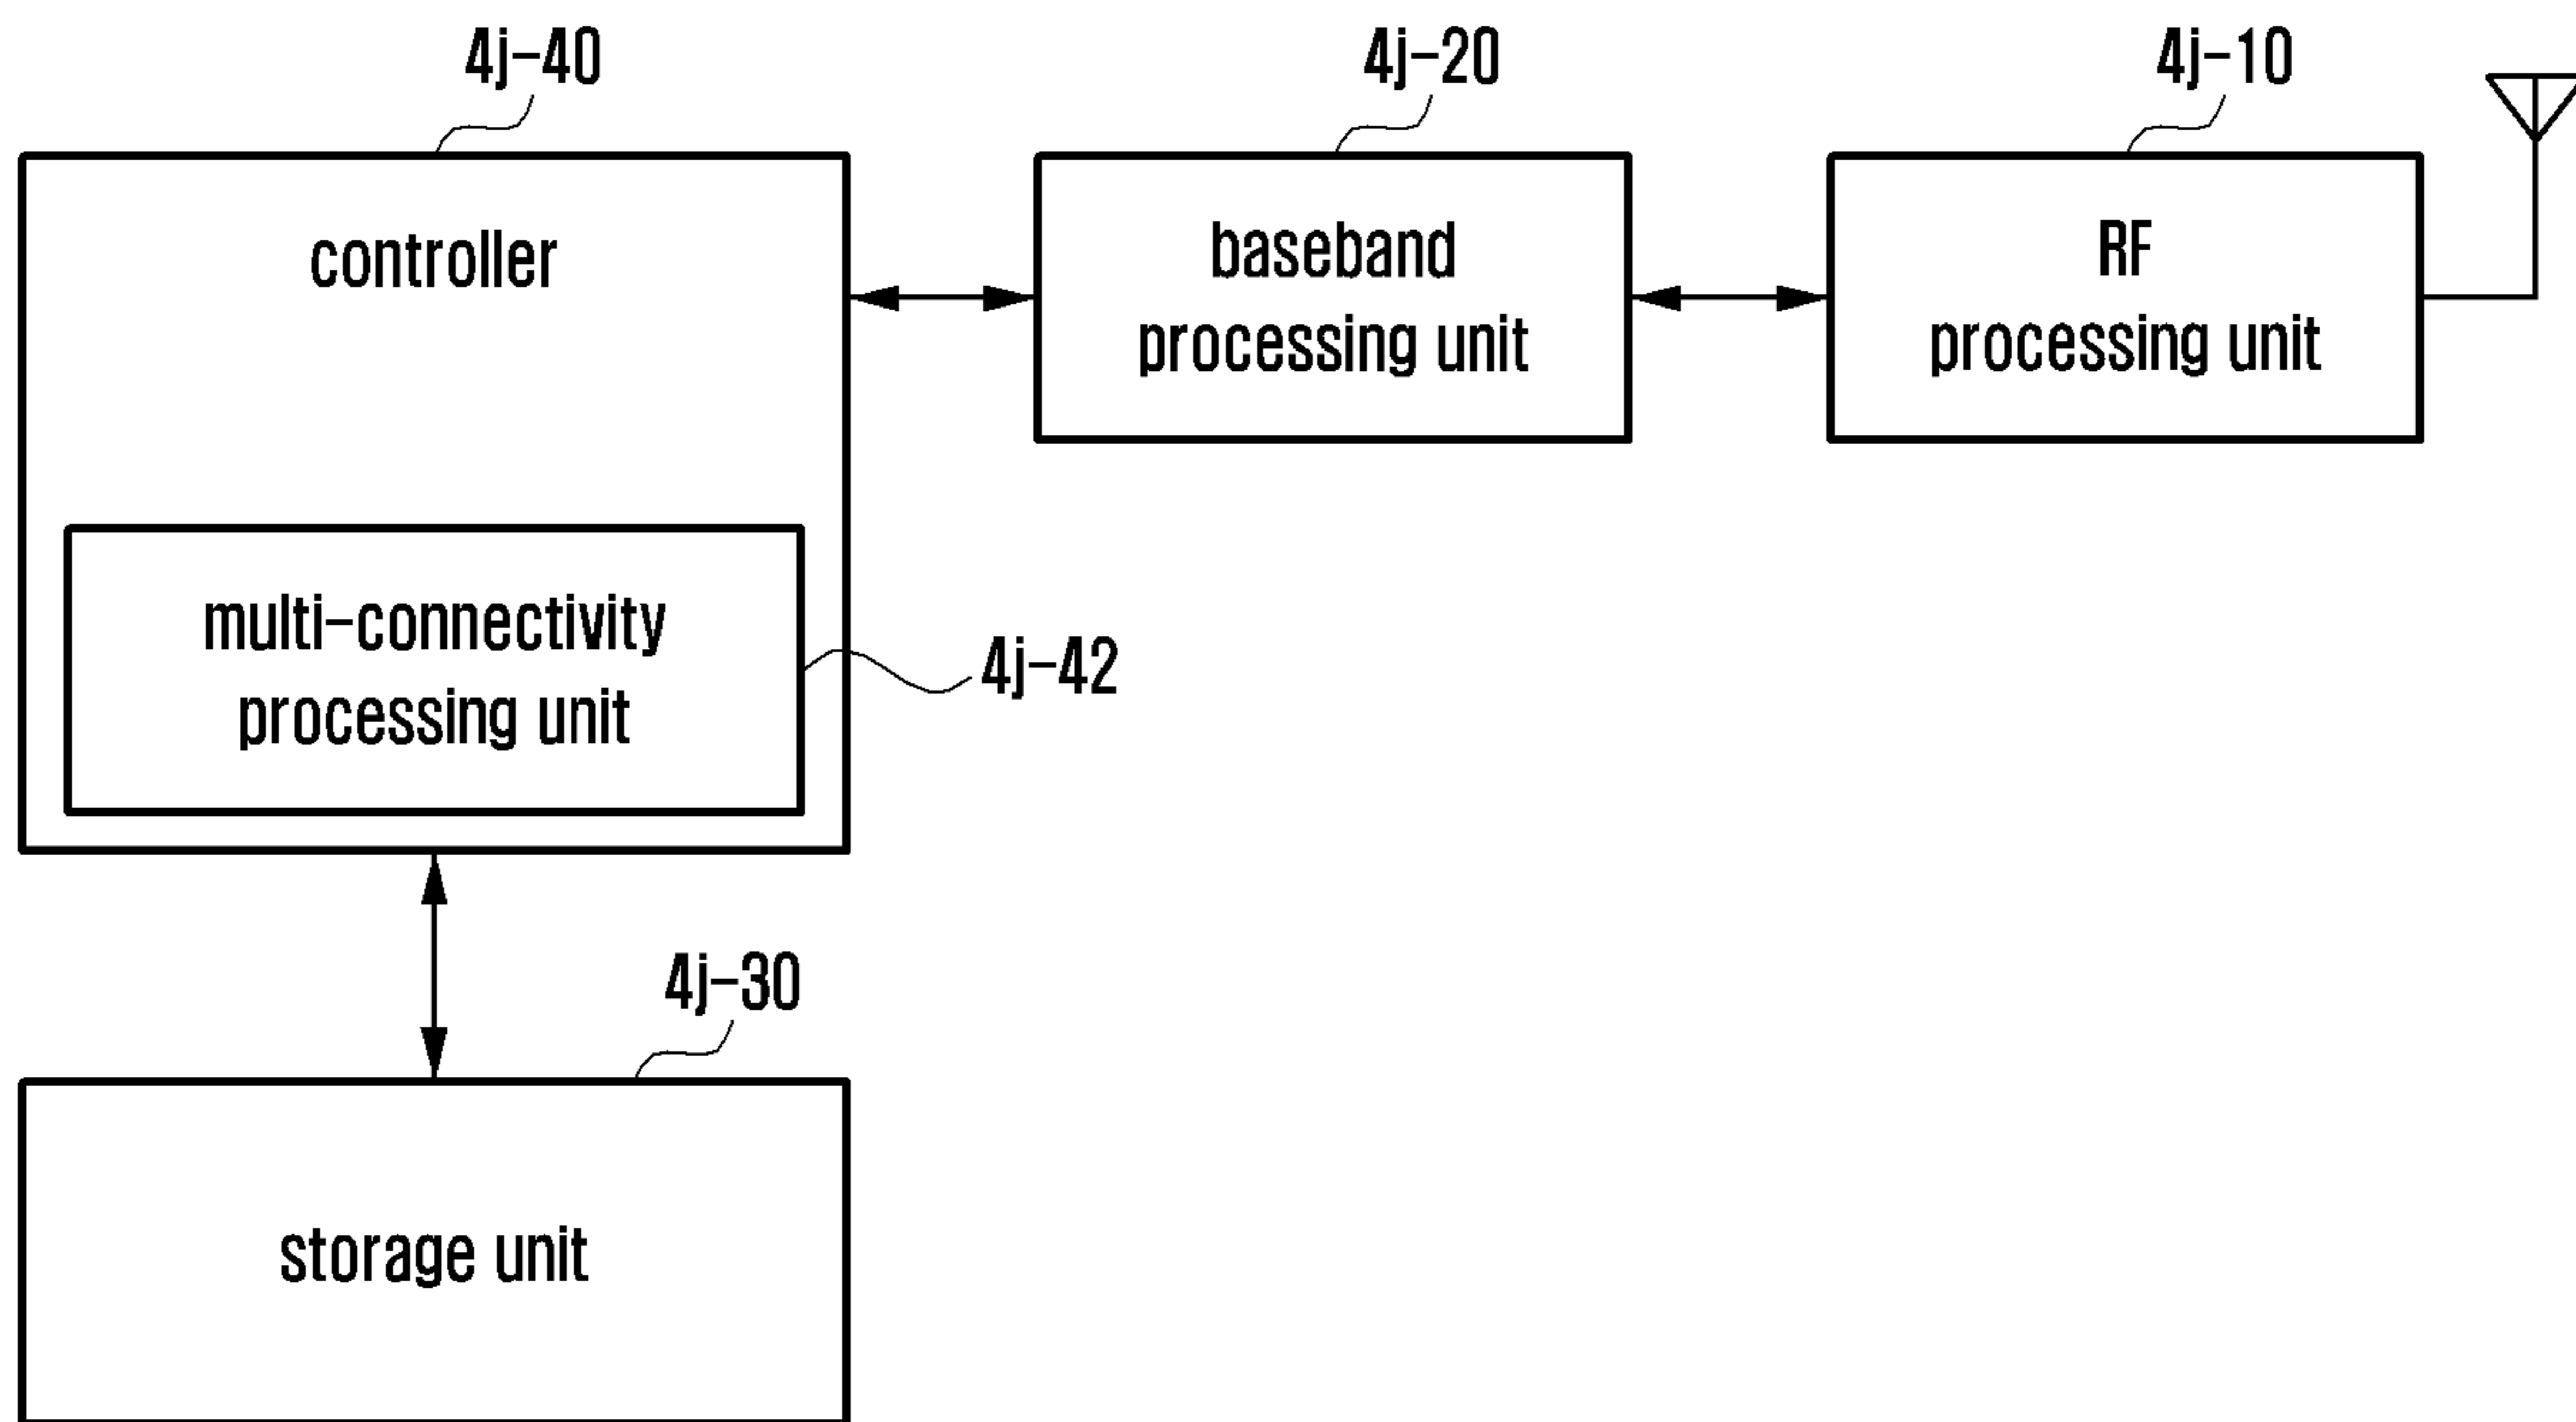 4j-40
4j-20
4j-10
controller
baseband
processing unit
RF
processing unit
multi-connectivity
processing unit
4j-42
4j-30
storage unit